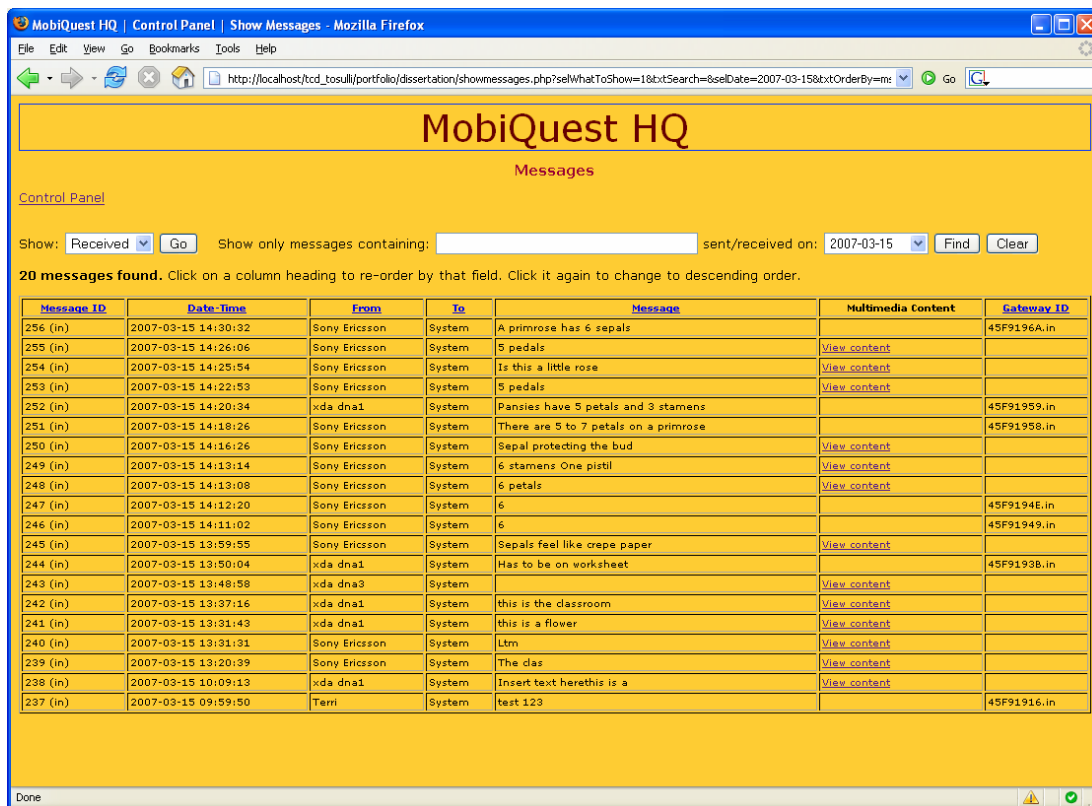 MobiQuest HQ | Control Panel | Show Messages - Mozilla Firefox
File Edit View Go Bookmarks Tools Help
http://localhost/tcd_tosulli/portfolio/dissertation/showmessages.php?selWhatToShow=1&txtSearch=&selDate=2007-03-15&txtOrderBy=ms Go G
MobiQuest HQ
Messages
Control Panel
Show: Received Go Show only messages containing: sent/received on: 2007-03-15 Find Clear
20 messages found. Click on a column heading to re-order by that field. Click it again to change to descending order.
Message ID Date-Time From To Message Multimedia Content Gateway ID
256 (in) 2007-03-15 14:30:32 Sony Ericsson System A primrose has 6 sepals 45F9196A.in
255 (in) 2007-03-15 14:26:06 Sony Ericsson System 5 pedals View content
254 (in) 2007-03-15 14:25:54 Sony Ericsson System Is this a little rose View content
253 (in) 2007-03-15 14:22:53 Sony Ericsson System 5 pedals View content
252 (in) 2007-03-15 14:20:34 xda dna1 System Pansies have 5 petals and 3 stamens 45F91959.in
251 (in) 2007-03-15 14:18:26 xda dna1 System There are 5 to 7 petals on a primrose 45F91958.in
250 (in) 2007-03-15 14:16:26 Sony Ericsson System Sepal protecting the bud View content
249 (in) 2007-03-15 14:13:14 Sony Ericsson System 6 stamens One pistil View content
248 (in) 2007-03-15 14:13:08 Sony Ericsson System 6 petals View content
247 (in) 2007-03-15 14:12:20 Sony Ericsson System 6 45F9194E.in
246 (in) 2007-03-15 14:11:02 Sony Ericsson System 6 45F91949.in
245 (in) 2007-03-15 13:59:55 Sony Ericsson System Sepals feel like crepe paper View content
244 (in) 2007-03-15 13:50:04 xda dna1 System Has to be on worksheet 45F9193B.in
243 (in) 2007-03-15 13:48:58 xda dna3 System View content
242 (in) 2007-03-15 13:37:16 xda dna1 System this is the classroom View content
241 (in) 2007-03-15 13:31:43 xda dna1 System this is a flower View content
240 (in) 2007-03-15 13:31:31 Sony Ericsson System Ltm View content
239 (in) 2007-03-15 13:20:39 Sony Ericsson System The clas View content
238 (in) 2007-03-15 10:09:13 xda dna1 System Insert text herethis is a View content
237 (in) 2007-03-15 09:59:50 Terri System test 123 45F91916.in
Done